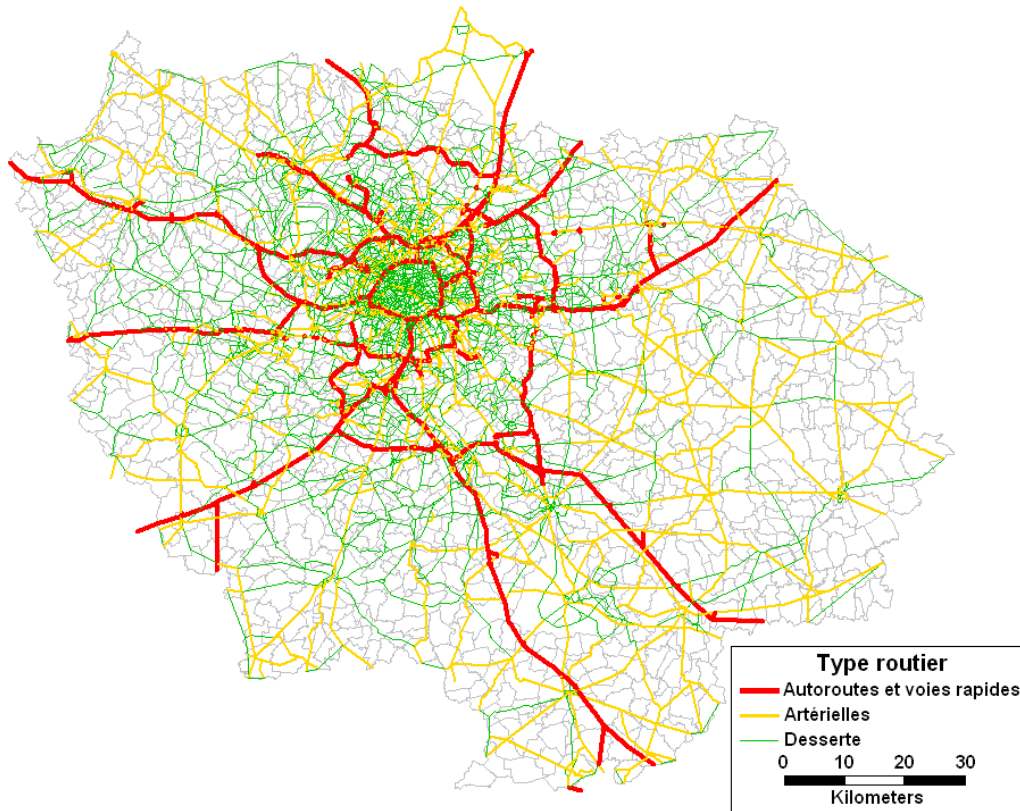 Type routier
Autoroutes et voies rapides
Artérielles
Desserte
0 10 20 30
Kilometers